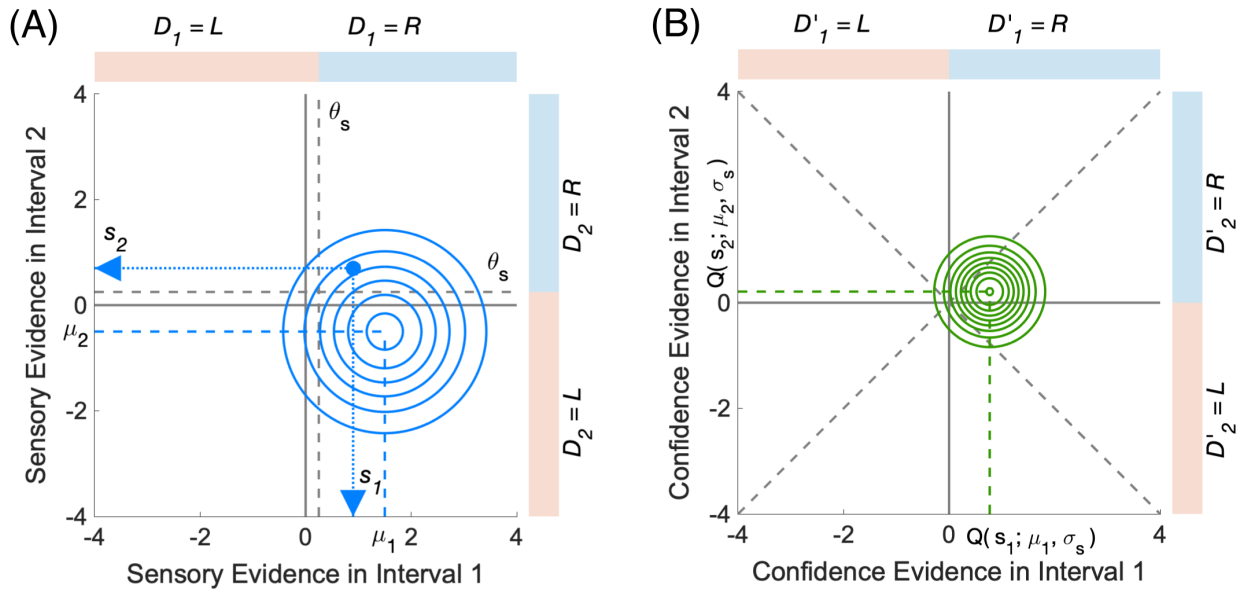 (A)
D1 = L
D1 = R
Sensory Evidence in Interval 2
4
2
0
-2
-4
s2
μ2
θs
θs
s1
D2 = R
D2 = L
-4
-2
0
μ1
2
4
Sensory Evidence in Interval 1
(B)
D'1 = L
D'1 = R
Confidence Evidence in Interval 2
Q( s2; μ2, σs )
4
0
-2
-4
D'2 = R
D'2 = L
-4
-2
0
Q( s1; μ1, σs )
4
Confidence Evidence in Interval 1